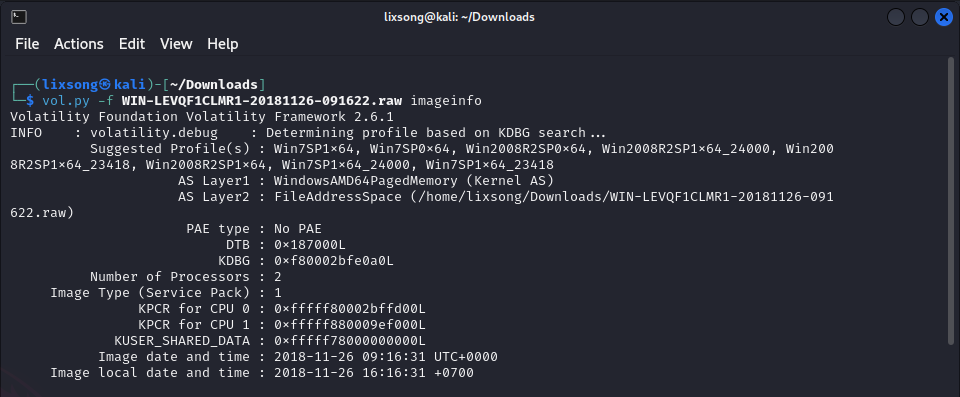 lixsong@kali: ~/Downloads
File Actions Edit View Help
┌──(lixsong㉿kali)-[~/Downloads]
└─$ vol.py -f WIN-LEVQF1CLMR1-20181126-091622.raw imageinfo
Volatility Foundation Volatility Framework 2.6.1
INFO    : volatility.debug    : Determining profile based on KDBG search...
Suggested Profile(s) : Win7SP1x64, Win7SP0x64, Win2008R2SP0x64, Win2008R2SP1x64_24000, Win200
8R2SP1x64_23418, Win2008R2SP1x64, Win7SP1x64_24000, Win7SP1x64_23418
AS Layer1 : WindowsAMD64PagedMemory (Kernel AS)
AS Layer2 : FileAddressSpace (/home/lixsong/Downloads/WIN-LEVQF1CLMR1-20181126-091
622.raw)
PAE type : No PAE
DTB : 0x187000L
KDBG : 0xf80002bfe0a0L
Number of Processors : 2
Image Type (Service Pack) : 1
KPCR for CPU 0 : 0xfffff80002bffd00L
KPCR for CPU 1 : 0xfffff880009ef000L
KUSER_SHARED_DATA : 0xfffff78000000000L
Image date and time : 2018-11-26 09:16:31 UTC+0000
Image local date and time : 2018-11-26 16:16:31 +0700